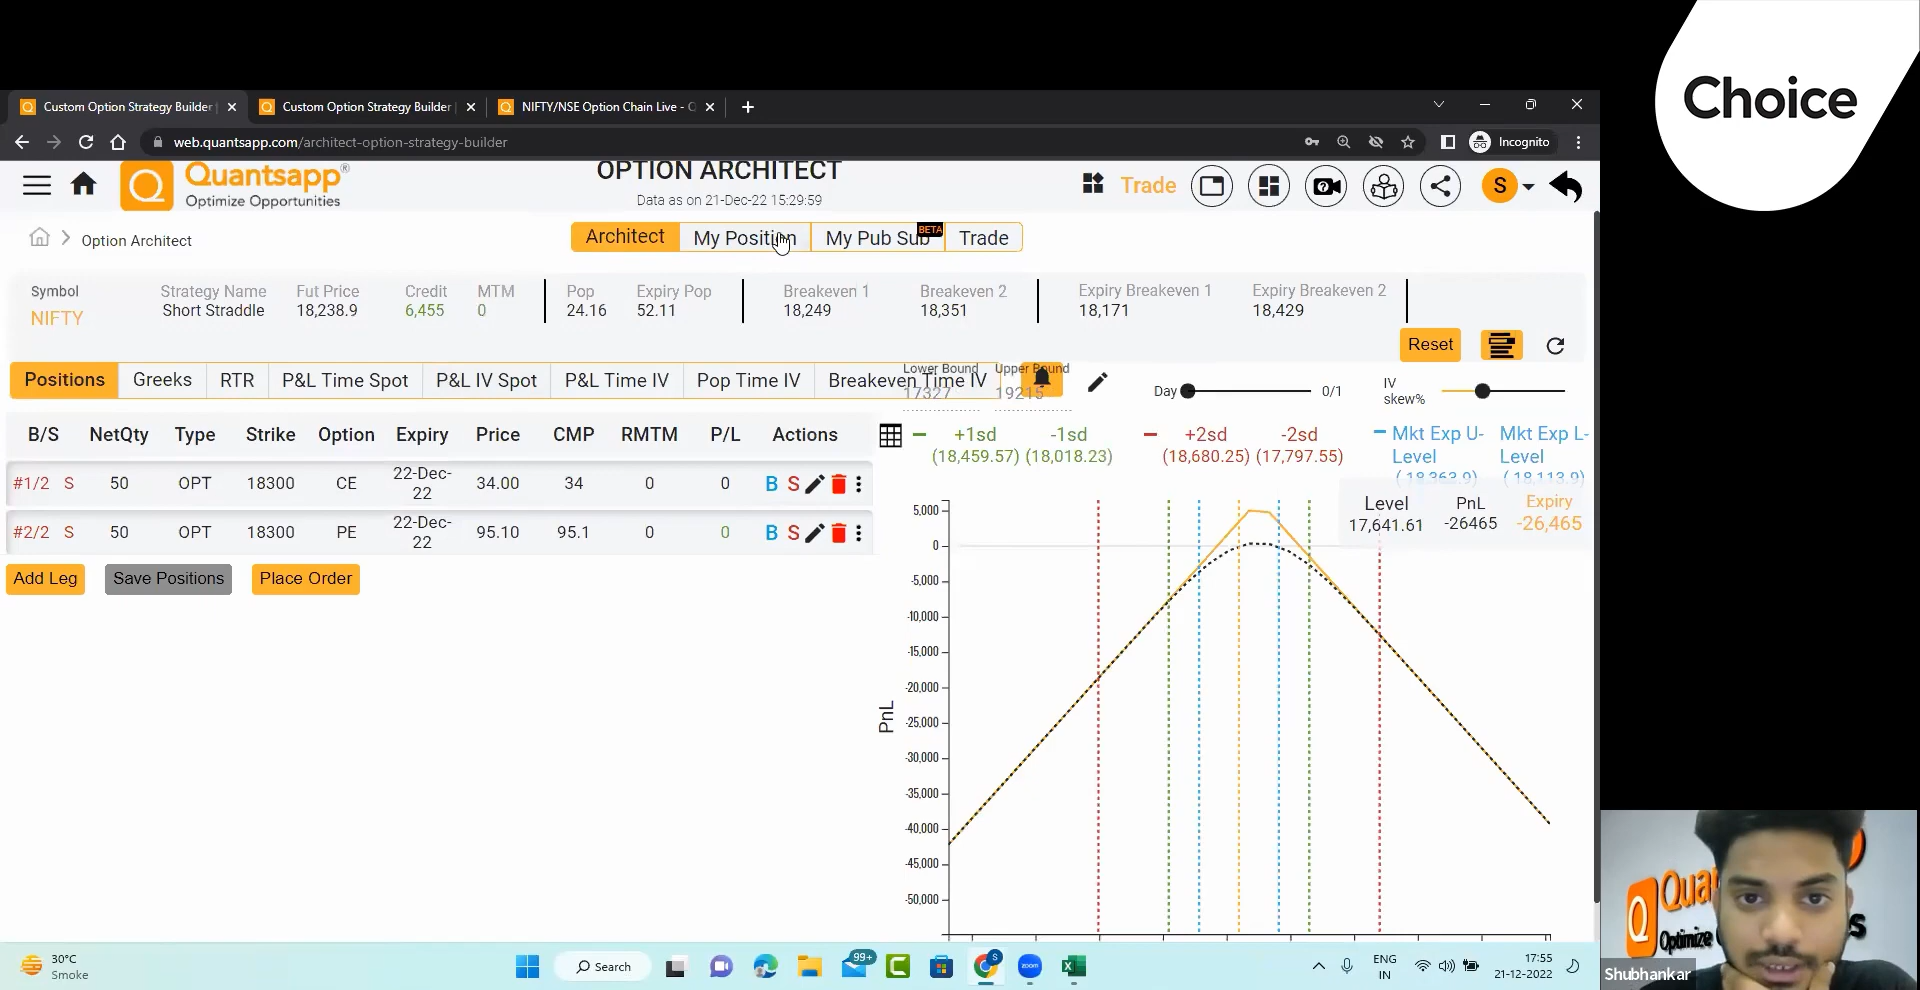 Choice
Custom Option Strategy Builder
Custom Option Strategy Builder
NIFTY/NSE Option Chain Live - Q
web.quantsapp.com/architect-option-strategy-builder
Incognito
Quantsapp®
Optimize Opportunities
OPTION ARCHITECT
Data as on 21-Dec-22 15:29:59
Trade
S
Option Architect
Architect
My Position
My Pub Sub
BETA
Trade
Symbol
NIFTY
Strategy Name
Short Straddle
Fut Price
18,238.9
Credit
6,455
MTM
0
Pop
24.16
Expiry Pop
52.11
Breakeven 1
18,249
Breakeven 2
18,351
Expiry Breakeven 1
18,171
Expiry Breakeven 2
18,429
Reset
Positions
Greeks
RTR
P&L Time Spot
P&L IV Spot
P&L Time IV
Pop Time IV
Breakeven Time IV
Lower Bound
17327
Upper Bound
19215
Day
0/1
IV
skew%
B/S NetQty Type Strike Option Expiry Price CMP RMTM P/L Actions
#1/2 S 50 OPT 18300 CE 22-Dec-
22 34.00 34 0 0 B S
#2/2 S 50 OPT 18300 PE 22-Dec-
22 95.10 95.1 0 0 B S
Add Leg
Save Positions
Place Order
+1sd
(18,459.57)
-1sd
(18,018.23)
+2sd
(18,680.25)
-2sd
(17,797.55)
Mkt Exp U-
Level
(18,363.9)
Mkt Exp L-
Level
(18,113.9)
Level
17,641.61
PnL
-26465
Expiry
-26,465
PnL
5,000
0
-5,000
-10,000
-15,000
-20,000
-25,000
-30,000
-35,000
-40,000
-45,000
-50,000
Optimize
Shubhankar
30°C
Smoke
Search
99+
S
zoom
ENG
IN
17:55
21-12-2022